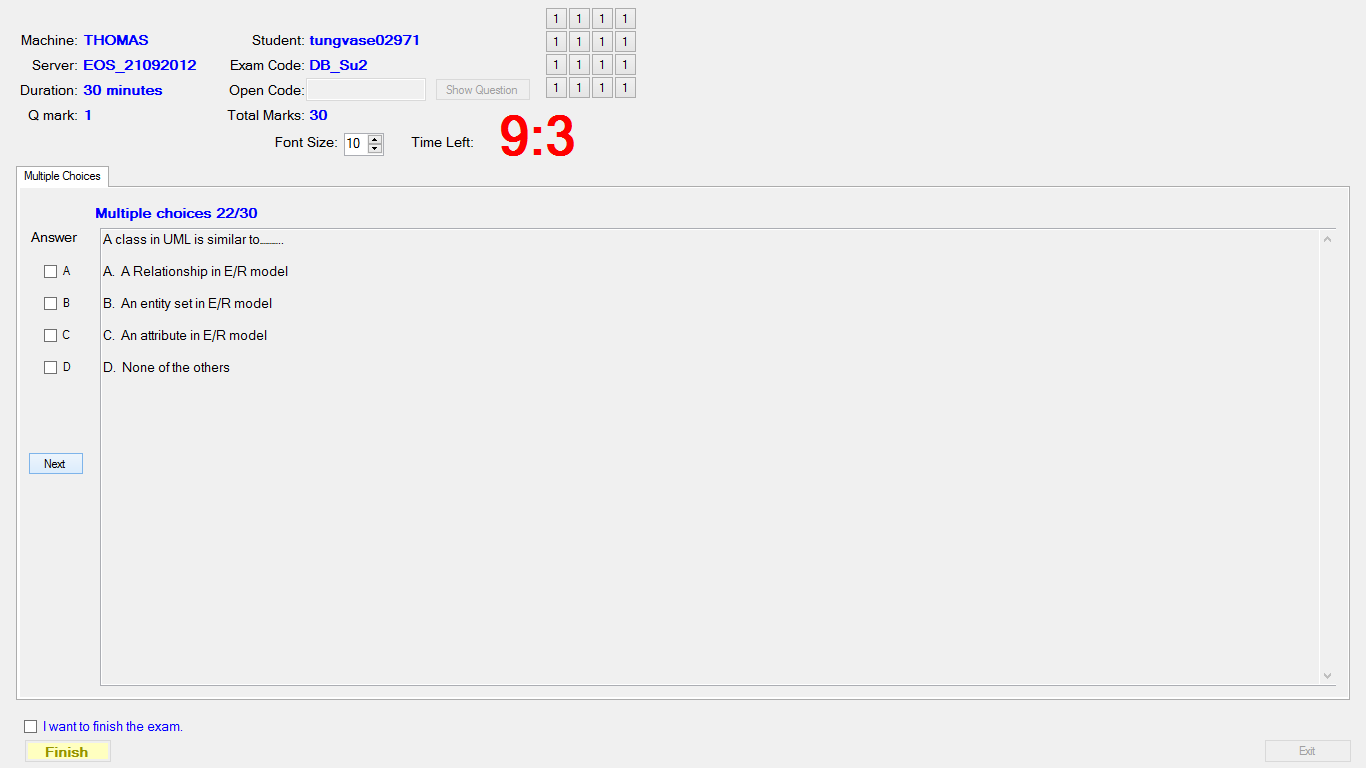 Machine: THOMAS Student: tungvase02971
Server: EOS_21092012 Exam Code: DB_Su2
Duration: 30 minutes Open Code: Show Question
Q mark: 1 Total Marks: 30
1 1 1 1
1 1 1 1
1 1 1 1
1 1 1 1
Font Size: 10 Time Left: 9:3
Multiple Choices
Multiple choices 22/30
Answer
A class in UML is similar to____...
A A. A Relationship in E/R model
B B. An entity set in E/R model
C C. An attribute in E/R model
D D. None of the others
Next
I want to finish the exam.
Finish
Exit